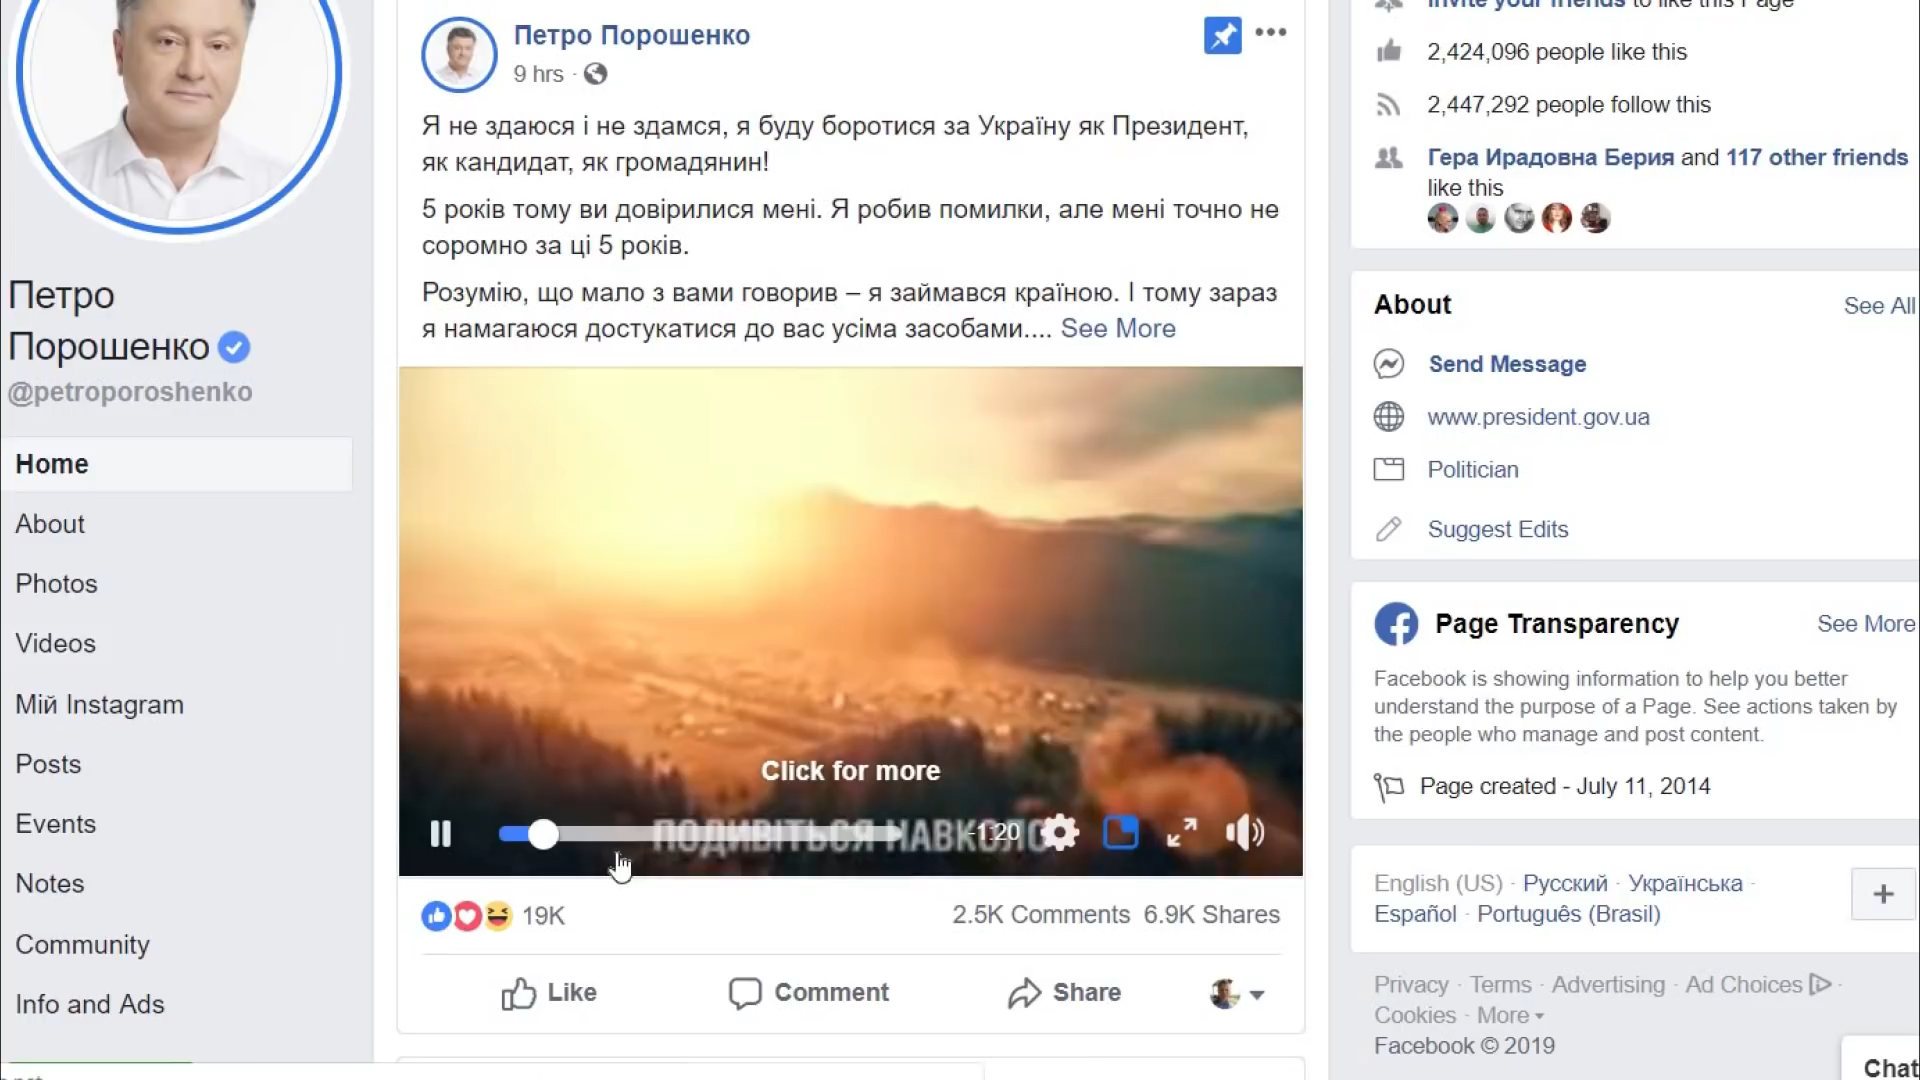 Петро
Порошенко
@petroporoshenko
Home
About
Photos
Videos
Мій Instagram
Posts
Events
Notes
Community
Info and Ads
Петро Порошенко
9 hrs ·
Я не здаюся і не здамся, я буду боротися за Україну як Президент,
як кандидат, як громадянин!
5 років тому ви довірилися мені. Я робив помилки, але мені точно не
соромно за ці 5 років.
Розумію, що мало з вами говорив – я займався країною. І тому зараз
я намагаюся достукатися до вас усіма засобами.... See More
Click for more
ПОДИВІТЬСЯ НАВКОЛО
-1:20
19K
2.5K Comments 6.9K Shares
Like
Comment
Share
Invite your friends to like this Page
2,424,096 people like this
2,447,292 people follow this
Гера Ирадовна Берия and 117 other friends
like this
About
See All
Send Message
www.president.gov.ua
Politician
Suggest Edits
Page Transparency
See More
Facebook is showing information to help you better
understand the purpose of a Page. See actions taken by
the people who manage and post content.
Page created - July 11, 2014
English (US) · Русский · Українська ·
Español · Português (Brasil)
+
Privacy · Terms · Advertising · Ad Choices ·
Cookies · More
Facebook © 2019
Chat